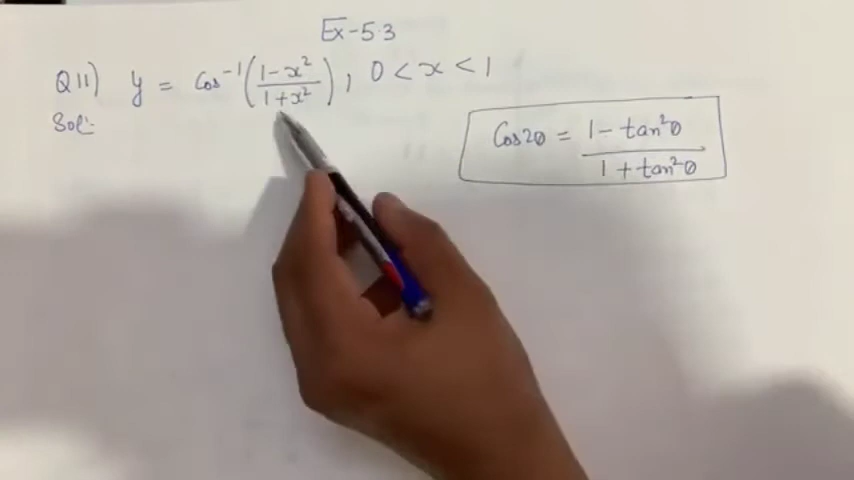 Ex-5.3
Q11) y = Cos⁻¹((1-x²)/(1+x²)), 0 < x < 1
Sol:-
Cos2θ = (1 - tan²θ)/(1 + tan²θ)